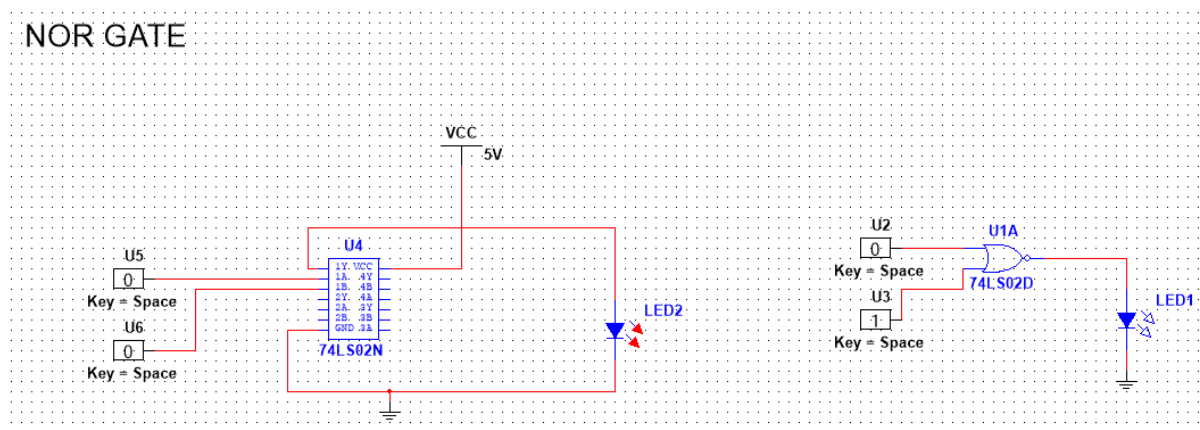 NOR GATE
VCC
5V
U5
0
Key = Space
U6
0
Key = Space
U4
1Y VCC
1A 4Y
1B 4B
2Y 4A
2A 3Y
2B 3B
GND 3A
74LS02N
LED2
U2
0
Key = Space
U3
1
Key = Space
U1A
74LS02D
LED1